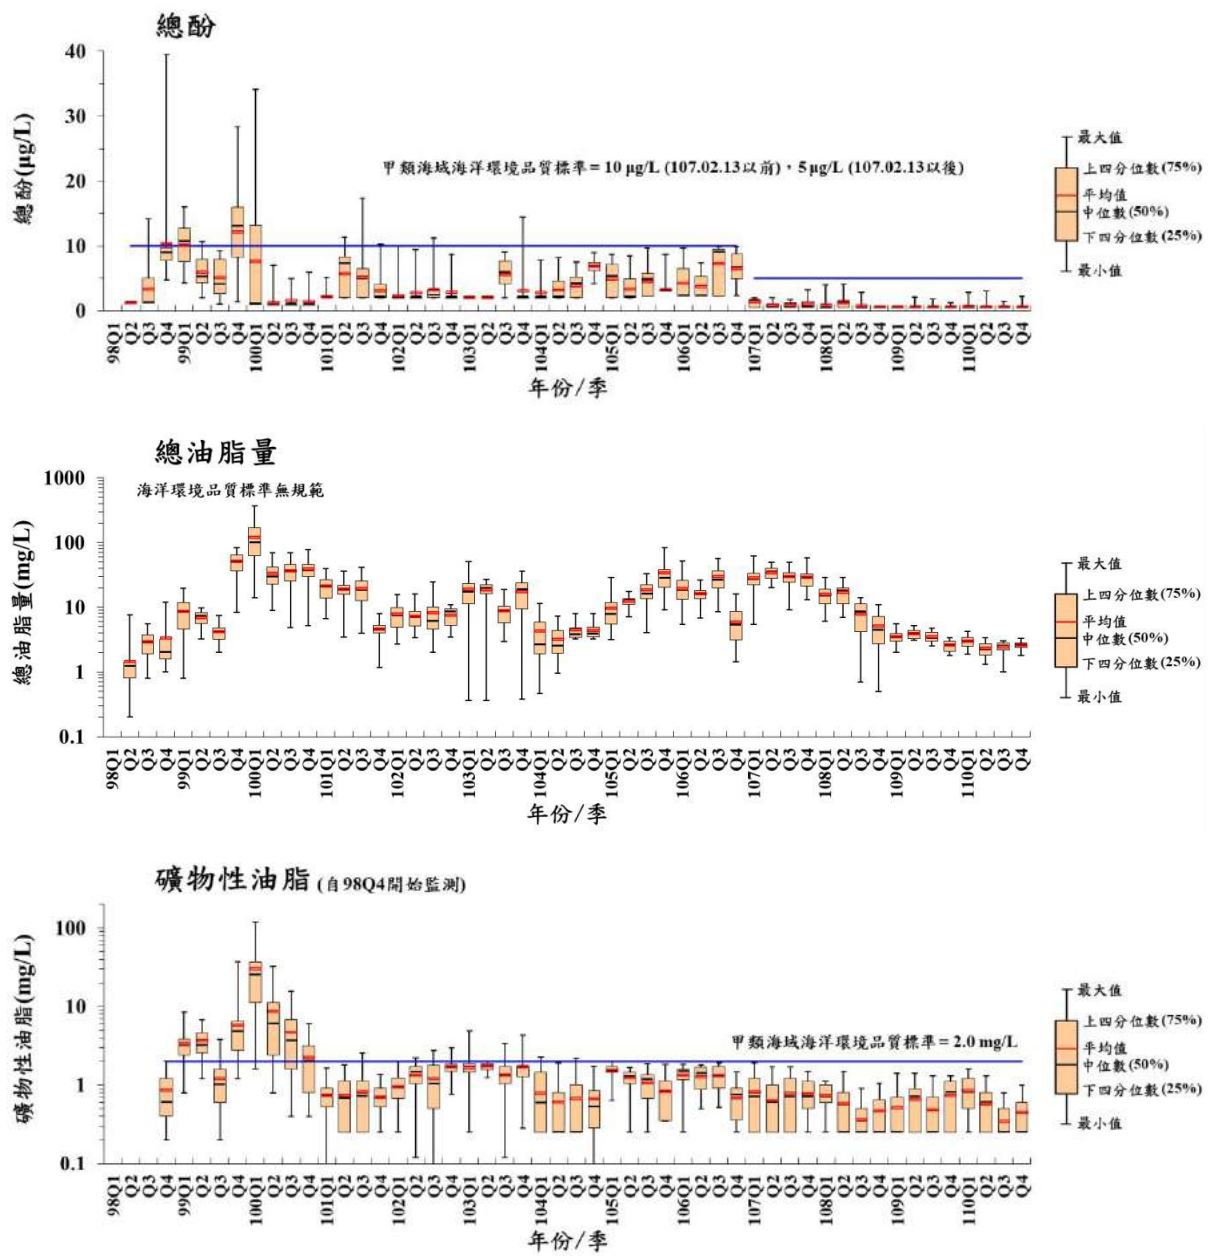 總酚
40
30
20
10
0
總酚(μg/L)
甲類海域海洋環境品質標準=10 μg/L (107.02.13以前)，5 μg/L (107.02.13以後)
最大值
上四分位數(75%)
平均值
中位數(50%)
下四分位數(25%)
最小值
98Q1 Q2 Q3 Q4 99Q1 Q2 Q3 Q4 100Q1 Q2 Q3 Q4 101Q1 Q2 Q3 Q4 102Q1 Q2 Q3 Q4 103Q1 Q2 Q3 Q4 104Q1 Q2 Q3 Q4 105Q1 Q2 Q3 Q4 106Q1 Q2 Q3 Q4 107Q1 Q2 Q3 Q4 108Q1 Q2 Q3 Q4 109Q1 Q2 Q3 Q4 110Q1 Q2 Q3 Q4
年份/季
總油脂量
海洋環境品質標準無規範
1000
100
10
1
0.1
總油脂量(mg/L)
最大值
上四分位數(75%)
平均值
中位數(50%)
下四分位數(25%)
最小值
98Q1 Q2 Q3 Q4 99Q1 Q2 Q3 Q4 100Q1 Q2 Q3 Q4 101Q1 Q2 Q3 Q4 102Q1 Q2 Q3 Q4 103Q1 Q2 Q3 Q4 104Q1 Q2 Q3 Q4 105Q1 Q2 Q3 Q4 106Q1 Q2 Q3 Q4 107Q1 Q2 Q3 Q4 108Q1 Q2 Q3 Q4 109Q1 Q2 Q3 Q4 110Q1 Q2 Q3 Q4
年份/季
礦物性油脂(自98Q4開始監測)
100
10
1
0.1
礦物性油脂(mg/L)
甲類海域海洋環境品質標準=2.0 mg/L
最大值
上四分位數(75%)
平均值
中位數(50%)
下四分位數(25%)
最小值
98Q1 Q2 Q3 Q4 99Q1 Q2 Q3 Q4 100Q1 Q2 Q3 Q4 101Q1 Q2 Q3 Q4 102Q1 Q2 Q3 Q4 103Q1 Q2 Q3 Q4 104Q1 Q2 Q3 Q4 105Q1 Q2 Q3 Q4 106Q1 Q2 Q3 Q4 107Q1 Q2 Q3 Q4 108Q1 Q2 Q3 Q4 109Q1 Q2 Q3 Q4 110Q1 Q2 Q3 Q4
年份/季